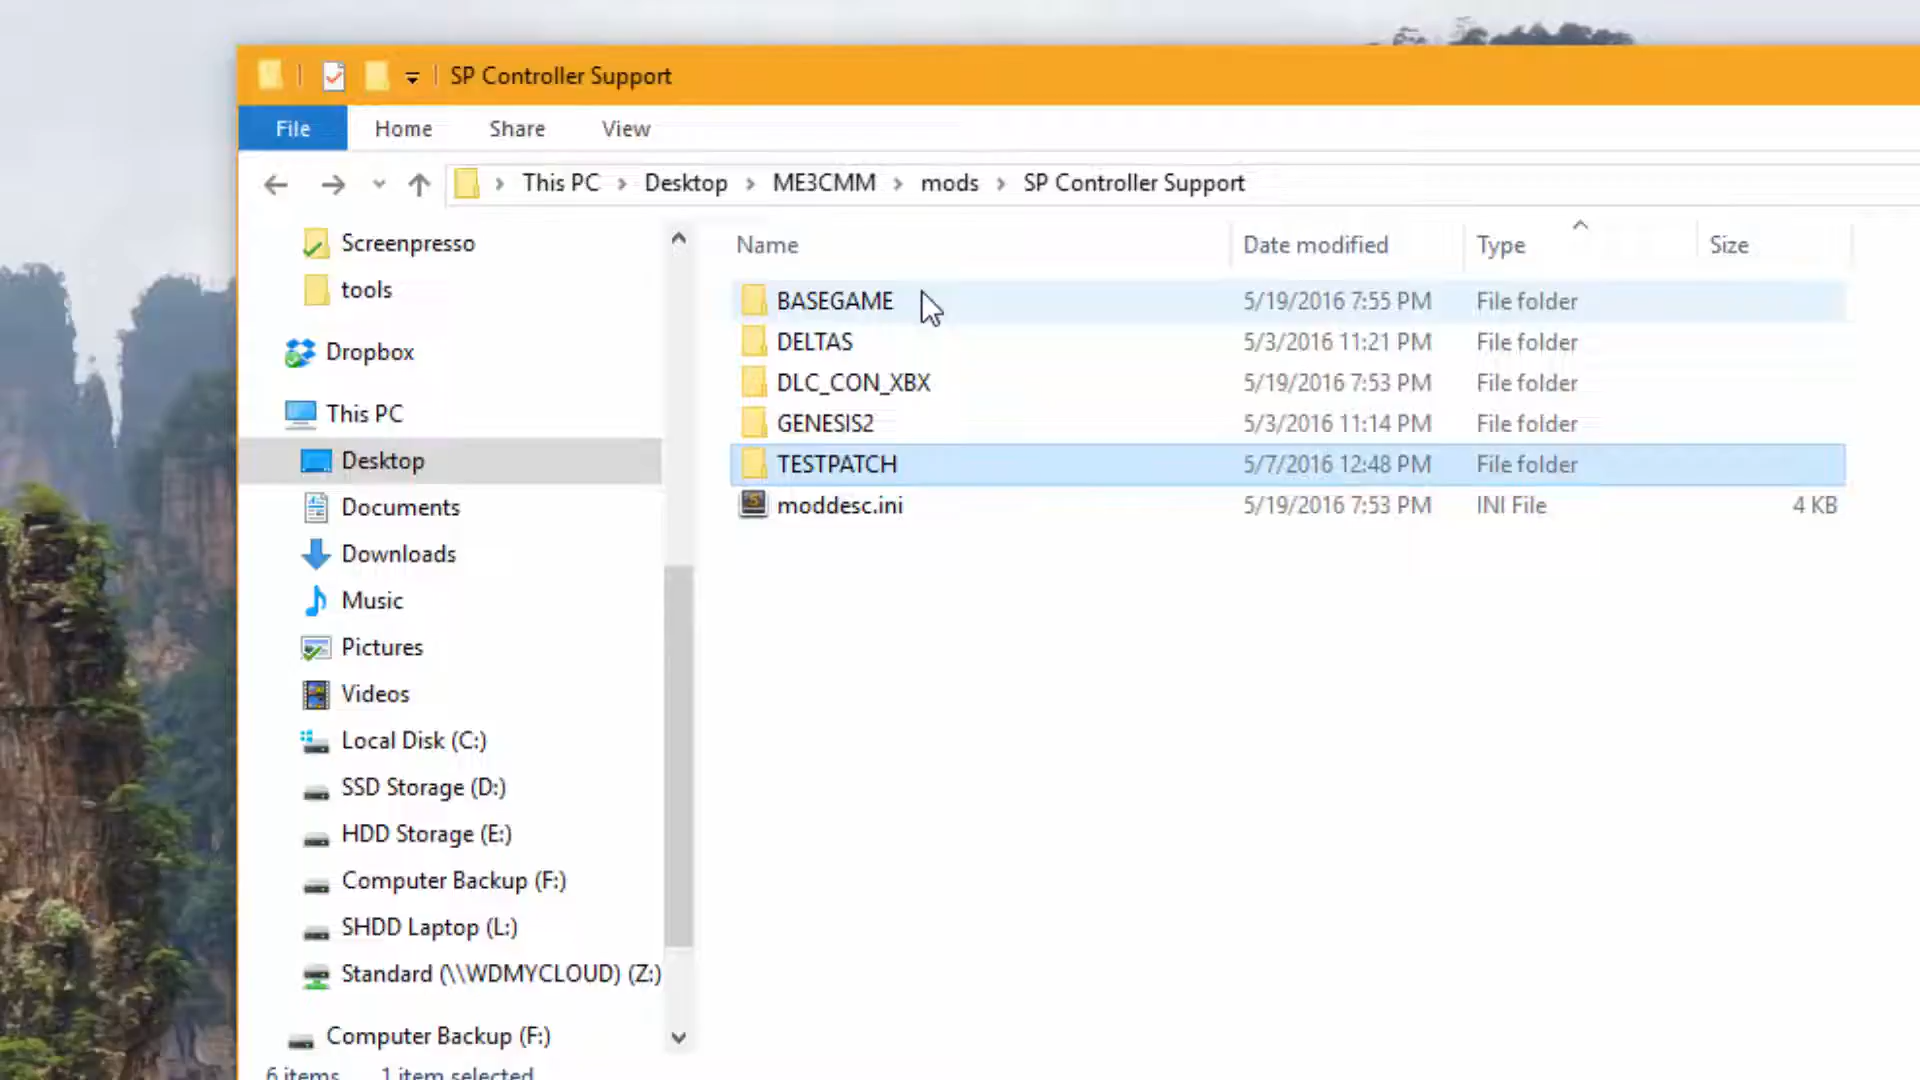 SP Controller Support
File Home Share View
This PC Desktop ME3CMM mods SP Controller Support
Screenpresso
tools
Dropbox
This PC
Desktop
Documents
Downloads
Music
Pictures
Videos
Local Disk (C:)
SSD Storage (D:)
HDD Storage (E:)
Computer Backup (F:)
SHDD Laptop (L:)
Standard (\\WDMYCLOUD) (Z:)
Computer Backup (F:)
Name Date modified Type Size
BASEGAME 5/19/2016 7:55 PM File folder
DELTAS 5/3/2016 11:21 PM File folder
DLC_CON_XBX 5/19/2016 7:53 PM File folder
GENESIS2 5/3/2016 11:14 PM File folder
TESTPATCH 5/7/2016 12:48 PM File folder
moddesc.ini 5/19/2016 7:53 PM INI File 4 KB
6 items 1 item selected